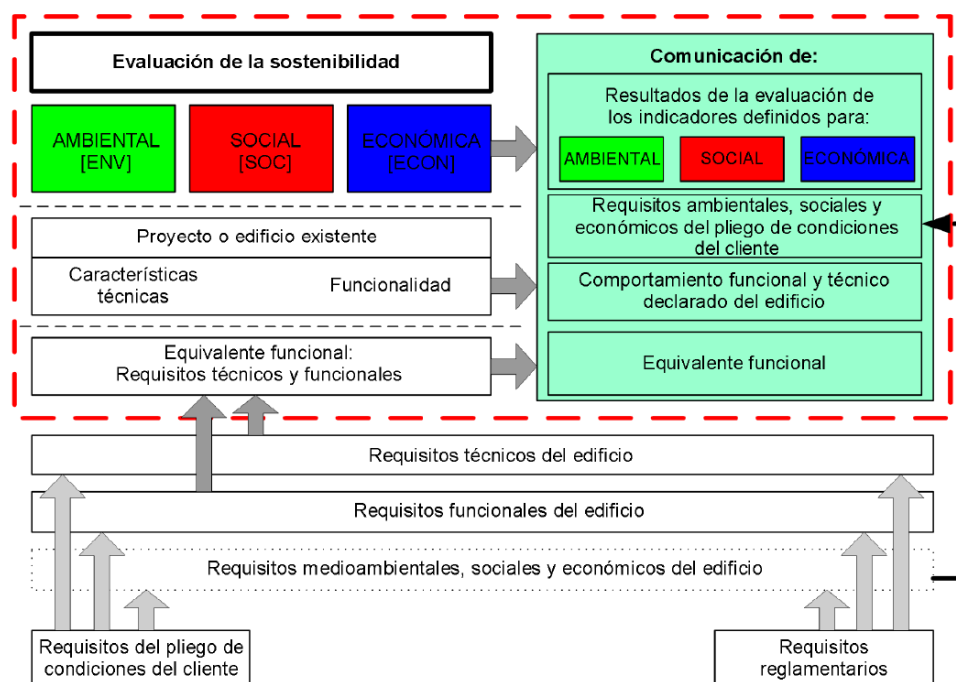 Evaluación de la sostenibilidad
AMBIENTAL
[ENV]
SOCIAL
[SOC]
ECONÓMICA
[ECON]
Proyecto o edificio existente
Características
técnicas
Funcionalidad
Equivalente funcional:
Requisitos técnicos y funcionales
Comunicación de:
Resultados de la evaluación de
los indicadores definidos para:
AMBIENTAL
SOCIAL
ECONÓMICA
Requisitos ambientales, sociales y
económicos del pliego de condiciones
del cliente
Comportamiento funcional y técnico
declarado del edificio
Equivalente funcional
Requisitos técnicos del edificio
Requisitos funcionales del edificio
Requisitos medioambientales, sociales y económicos del edificio
Requisitos del pliego de
condiciones del cliente
Requisitos
reglamentarios